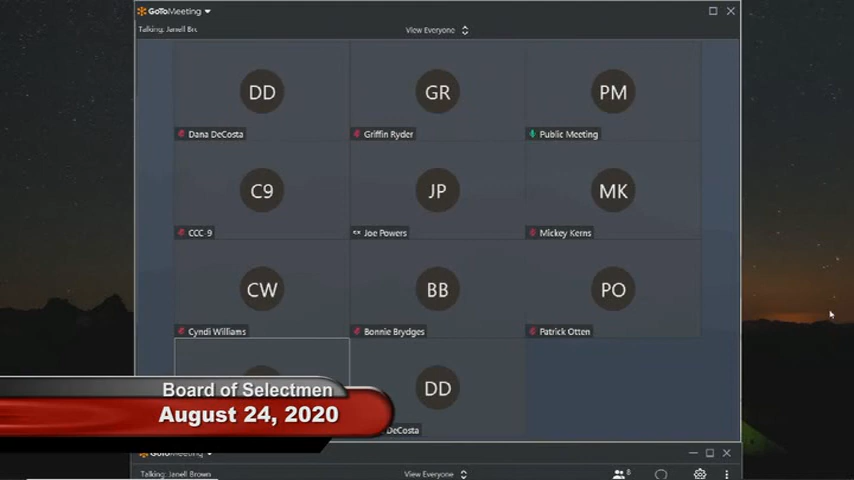 GoToMeeting
Talking: Janell Bro
View Everyone
DD
GR
PM
Dana DeCosta
Griffin Ryder
Public Meeting
C9
JP
MK
CCC-9
Joe Powers
Mickey Kerns
CW
BB
PO
Cyndi Williams
Bonnie Brydges
Patrick Otten
DD
DeCosta
Board of Selectmen
August 24, 2020
GoToMeeting
Talking: Janell Brown
View Everyone
8